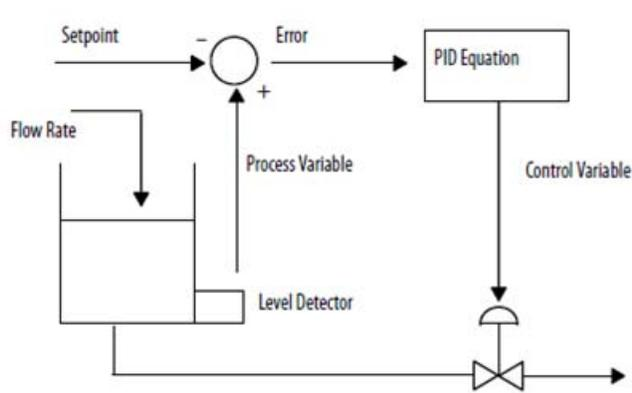 Setpoint
-
Error
PID Equation
+
Flow Rate
Process Variable
Control Variable
Level Detector